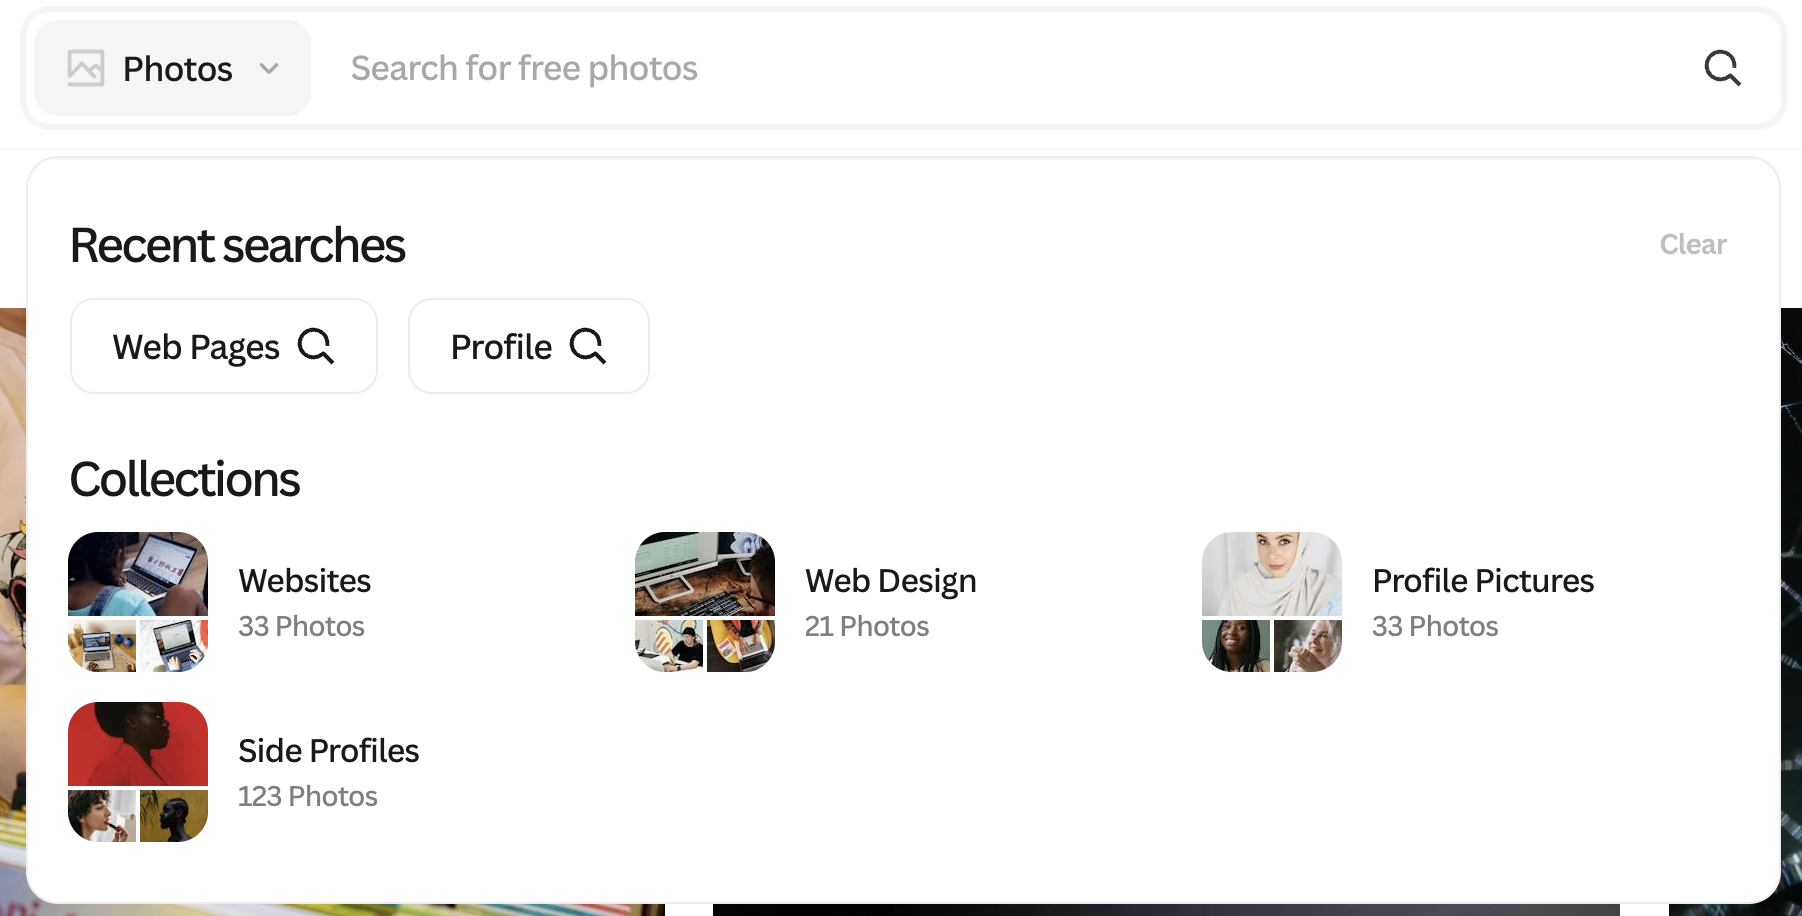 Photos
Search for free photos
Recent searches
Clear
Web Pages
Profile
Collections
Websites
33 Photos
Web Design
21 Photos
Profile Pictures
33 Photos
Side Profiles
123 Photos